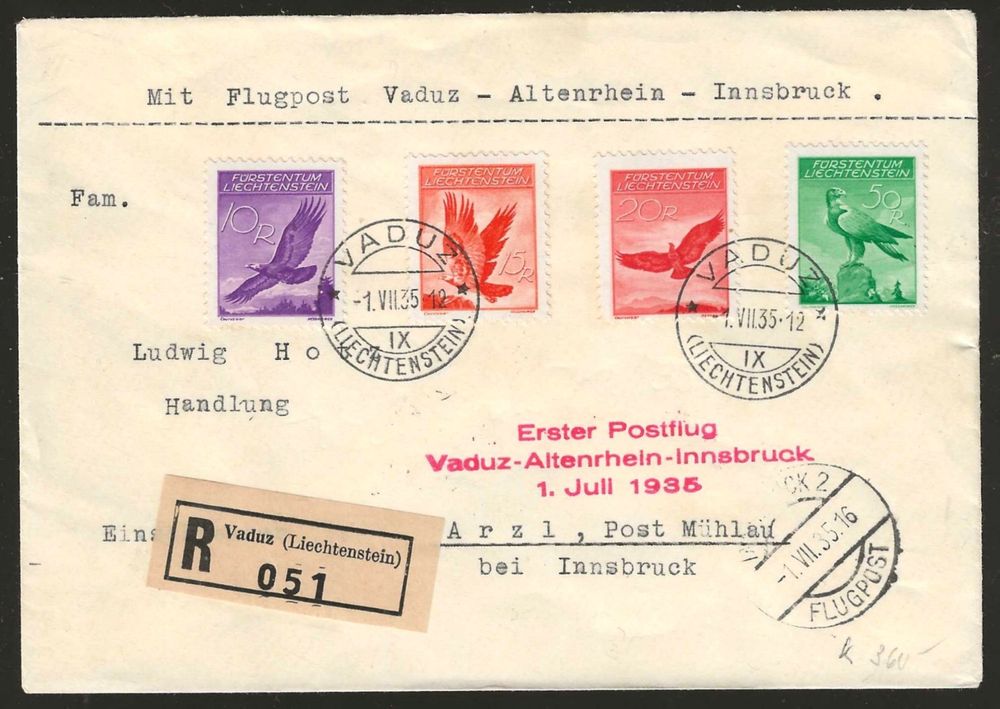 Mit Flugpost Vaduz - Altenrhein - Innsbruck .
Fam.
FÜRSTENTUM
LIECHTENSTEIN
10 R
FÜRSTENTUM
LIECHTENSTEIN
15 R
FÜRSTENTUM
LIECHTENSTEIN
20 R
FÜRSTENTUM
LIECHTENSTEIN
50 R
VADUZ
-1.VII.35-12
IX
(LIECHTENSTEIN)
VADUZ
-1.VII.35-12
IX
(LIECHTENSTEIN)
Ludwig
Handlung
Erster Postflug
Vaduz-Altenrhein-Innsbruck
1. Juli 1935
R Vaduz (Liechtenstein)
051
Arzl, Post Mühlau
bei Innsbruck
CK 2
-1.VII.35.16
FLUGPOST